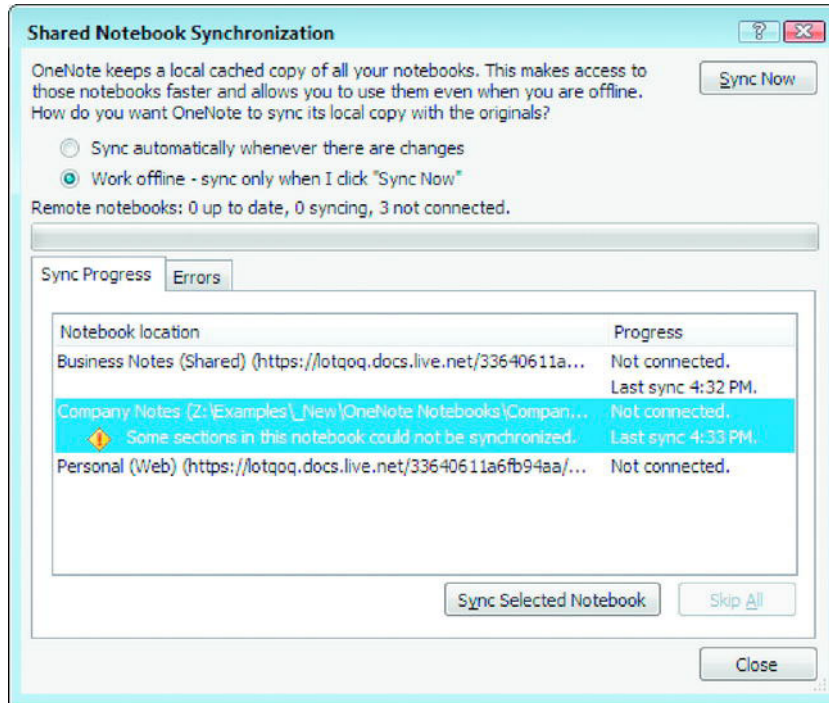 Shared Notebook Synchronization
OneNote keeps a local cached copy of all your notebooks. This makes access to
those notebooks faster and allows you to use them even when you are offline.
How do you want OneNote to sync its local copy with the originals?
Sync Now
Sync automatically whenever there are changes
Work offline - sync only when I click "Sync Now"
Remote notebooks: 0 up to date, 0 syncing, 3 not connected.
Sync Progress Errors
Notebook location Progress
Business Notes (Shared) (https://lotqoq.docs.live.net/33640611a... Not connected.
Last sync 4:32 PM.
Company Notes (Z:\Examples\_New\OneNote Notebooks\Compan... Not connected.
Some sections in this notebook could not be synchronized. Last sync 4:33 PM.
Personal (Web) (https://lotqoq.docs.live.net/33640611a6fb94aa/... Not connected.
Sync Selected Notebook Skip All
Close